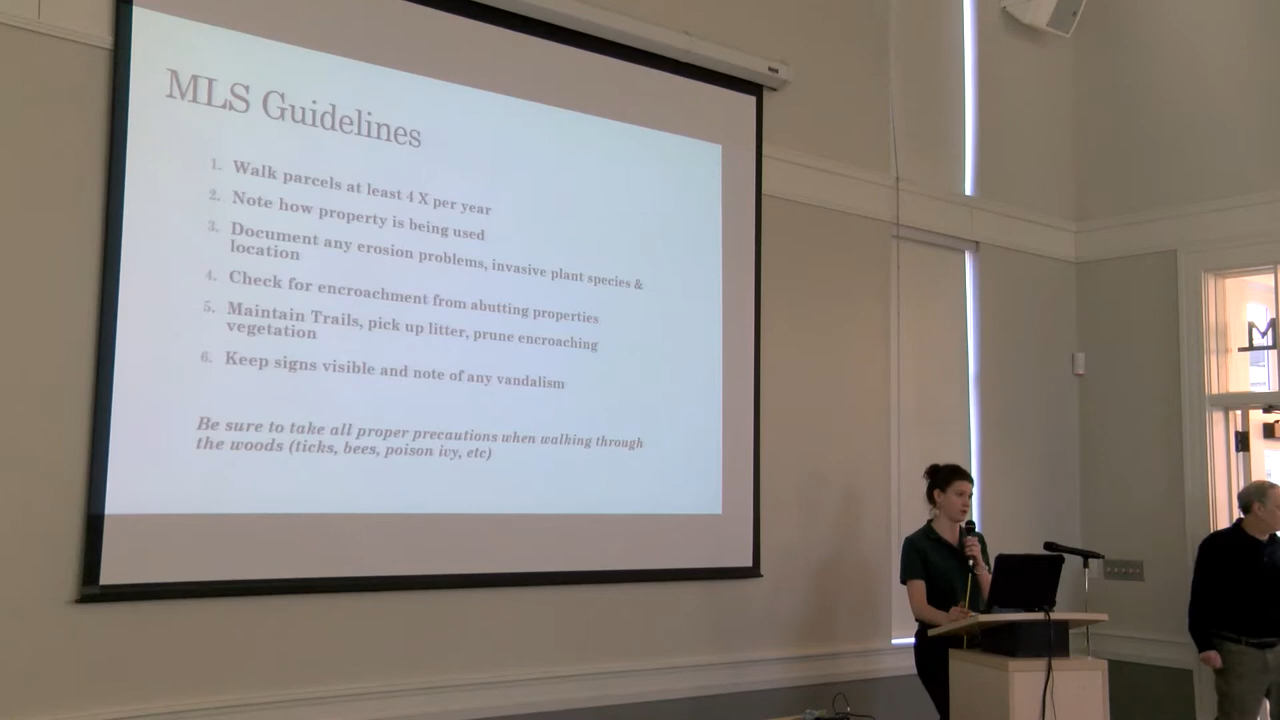 MLS Guidelines
1. Walk parcels at least 4 X per year
2. Note how property is being used
3. Document any erosion problems, invasive plant species &
location
4. Check for encroachment from abutting properties
5. Maintain Trails, pick up litter, prune encroaching
vegetation
6. Keep signs visible and note of any vandalism
Be sure to take all proper precautions when walking through
the woods (ticks, bees, poison ivy, etc)
M